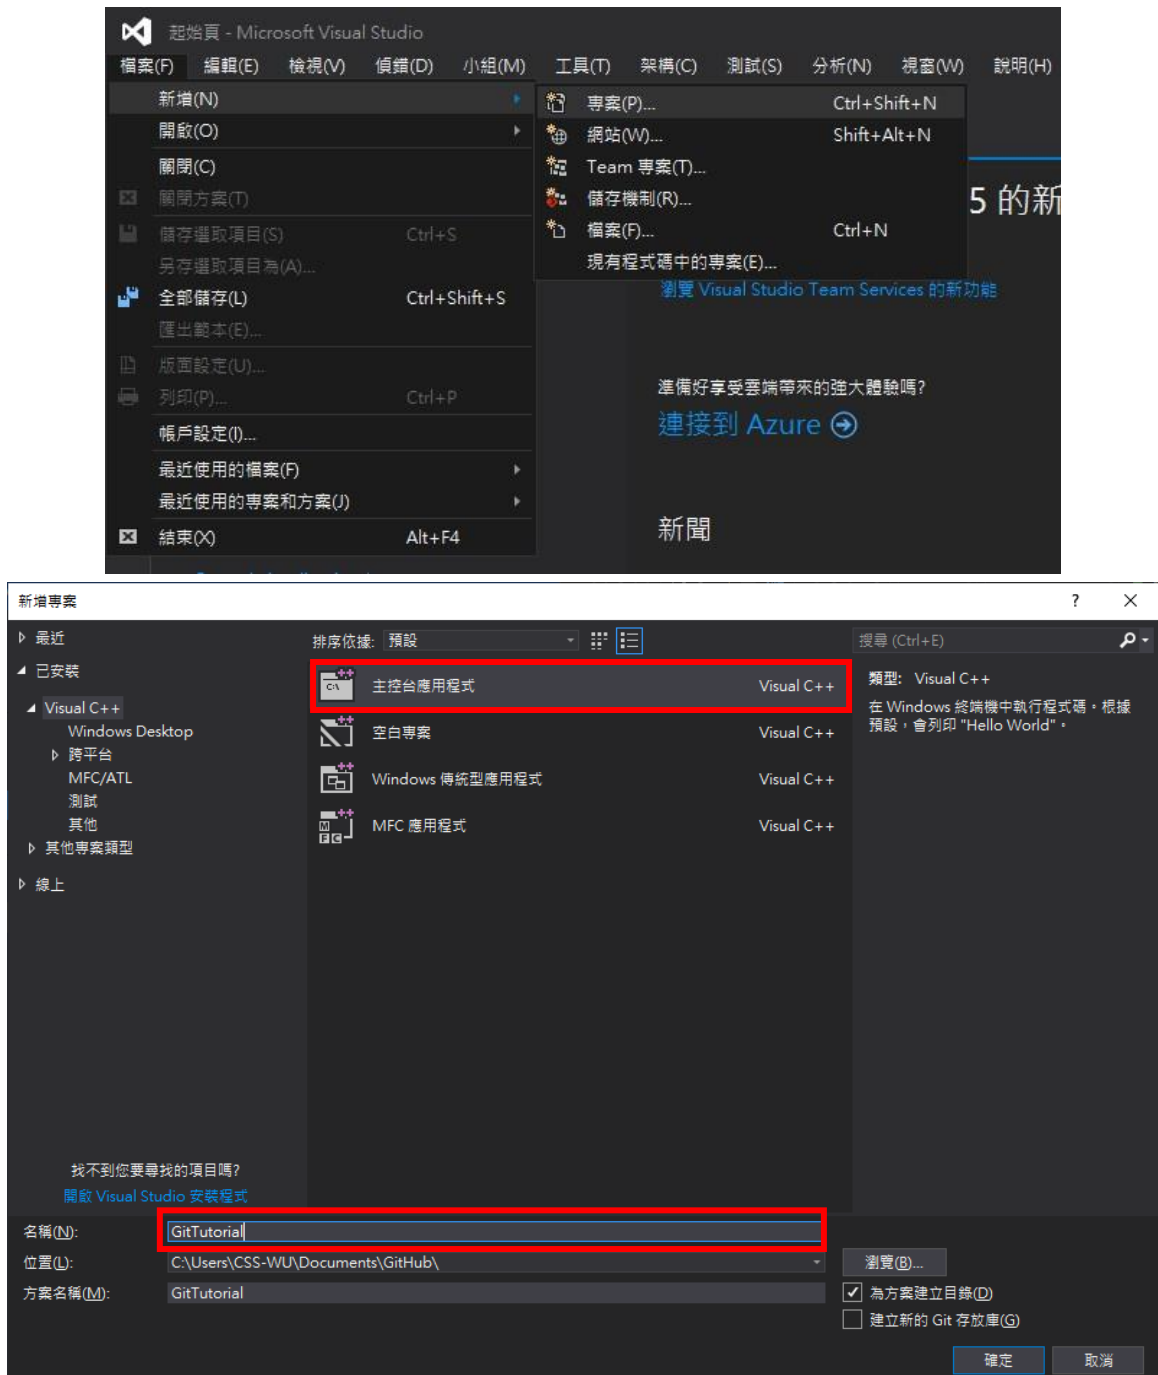 起始頁 - Microsoft Visual Studio
檔案(F) 編輯(E) 檢視(V) 偵錯(D) 小組(M) 工具(T) 架構(C) 測試(S) 分析(N) 視窗(W) 說明(H)
新增(N)
開啟(O)
關閉(C)
關閉方案(T)
儲存選取項目(S) Ctrl+S
另存選取項目為(A)...
全部儲存(L) Ctrl+Shift+S
匯出範本(E)...
版面設定(U)...
列印(P)... Ctrl+P
帳戶設定(I)...
最近使用的檔案(F)
最近使用的專案和方案(J)
結束(X) Alt+F4
專案(P)... Ctrl+Shift+N
網站(W)... Shift+Alt+N
Team 專案(T)...
儲存機制(R)...
檔案(F)... Ctrl+N
現有程式碼中的專案(E)...
5 的新
瀏覽 Visual Studio Team Services 的新功能
準備好享受雲端帶來的強大體驗嗎?
連接到 Azure
新聞
新增專案 ?
最近
已安裝
Visual C++
Windows Desktop
跨平台
MFC/ATL
測試
其他
其他專案類型
線上
找不到您要尋找的項目嗎?
開啟 Visual Studio 安裝程式
排序依據: 預設
主控台應用程式 Visual C++
空白專案 Visual C++
Windows 傳統型應用程式 Visual C++
MFC 應用程式 Visual C++
搜尋 (Ctrl+E)
類型: Visual C++
在 Windows 終端機中執行程式碼。根據
預設，會列印 "Hello World"。
名稱(N): GitTutorial
位置(L): C:\Users\CSS-WU\Documents\GitHub\
瀏覽(B)...
方案名稱(M): GitTutorial
為方案建立目錄(D)
建立新的 Git 存放庫(G)
確定 取消